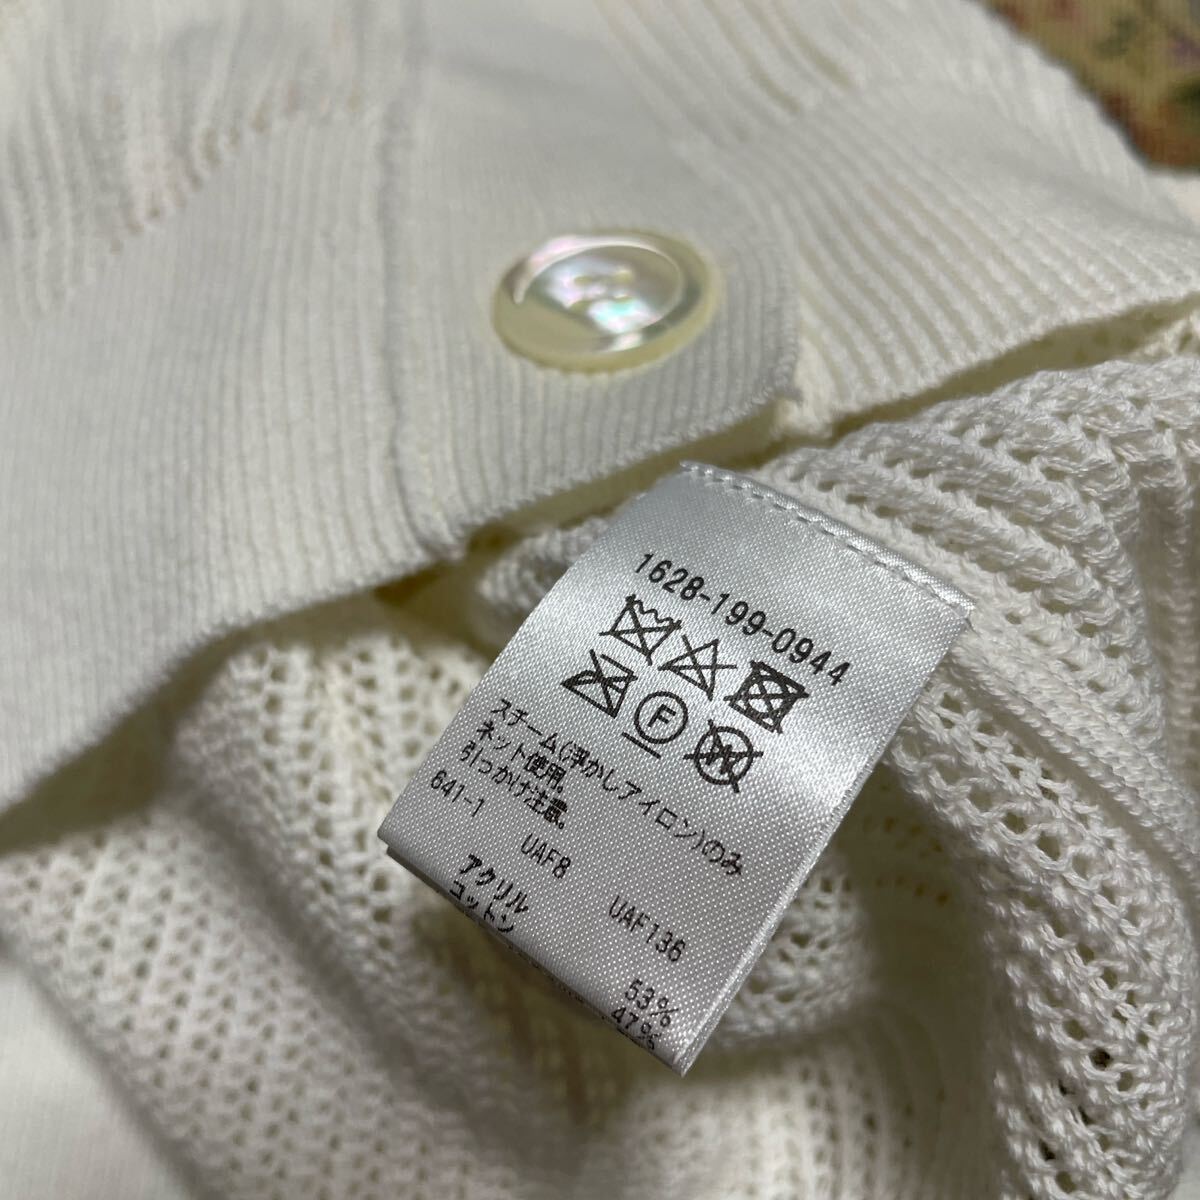 1628-199-0944
F W
スチーム(浮かしアイロン)のみ
ネット使用。
引っかけ注意。
641-1 UAF8 UAF136
アクリル 53%
コットン 47%